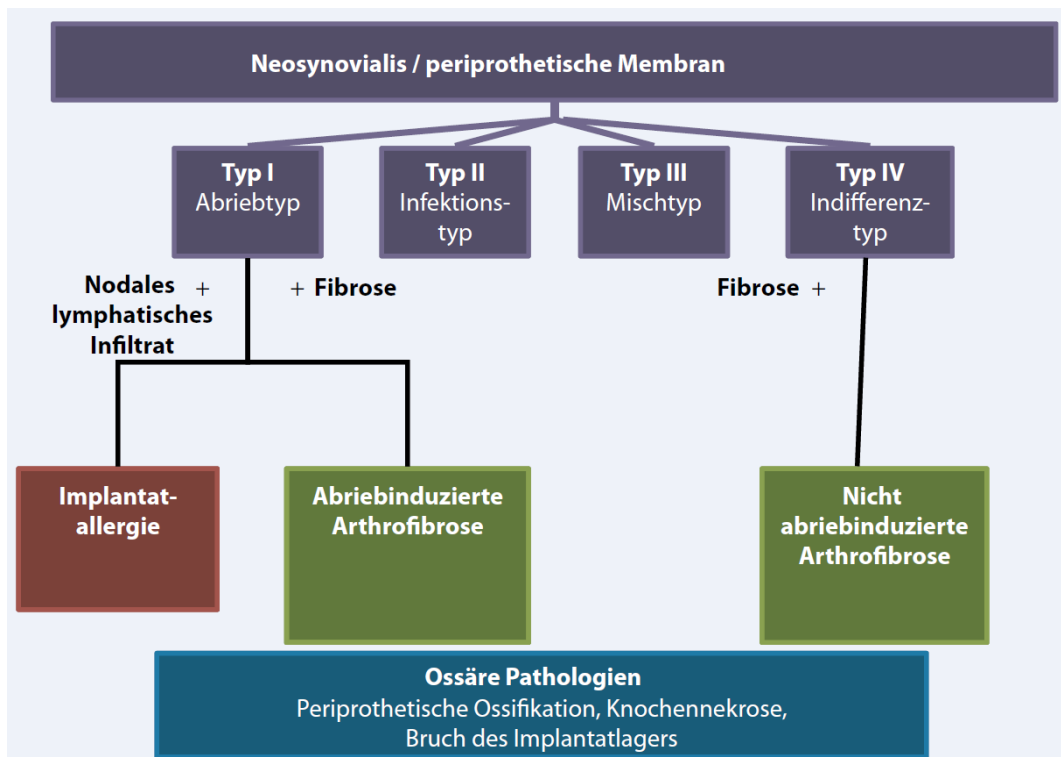 Neosynovialis / periprothetische Membran
Typ I
Abriebtyp
Typ II
Infektions-
typ
Typ III
Mischtyp
Typ IV
Indifferenz-
typ
Nodales +
lymphatisches
Infiltrat
+ Fibrose
Fibrose +
Implantat-
allergie
Abriebinduzierte
Arthrofibrose
Nicht
abriebinduzierte
Arthrofibrose
Ossäre Pathologien
Periprothetische Ossifikation, Knochennekrose,
Bruch des Implantatlagers